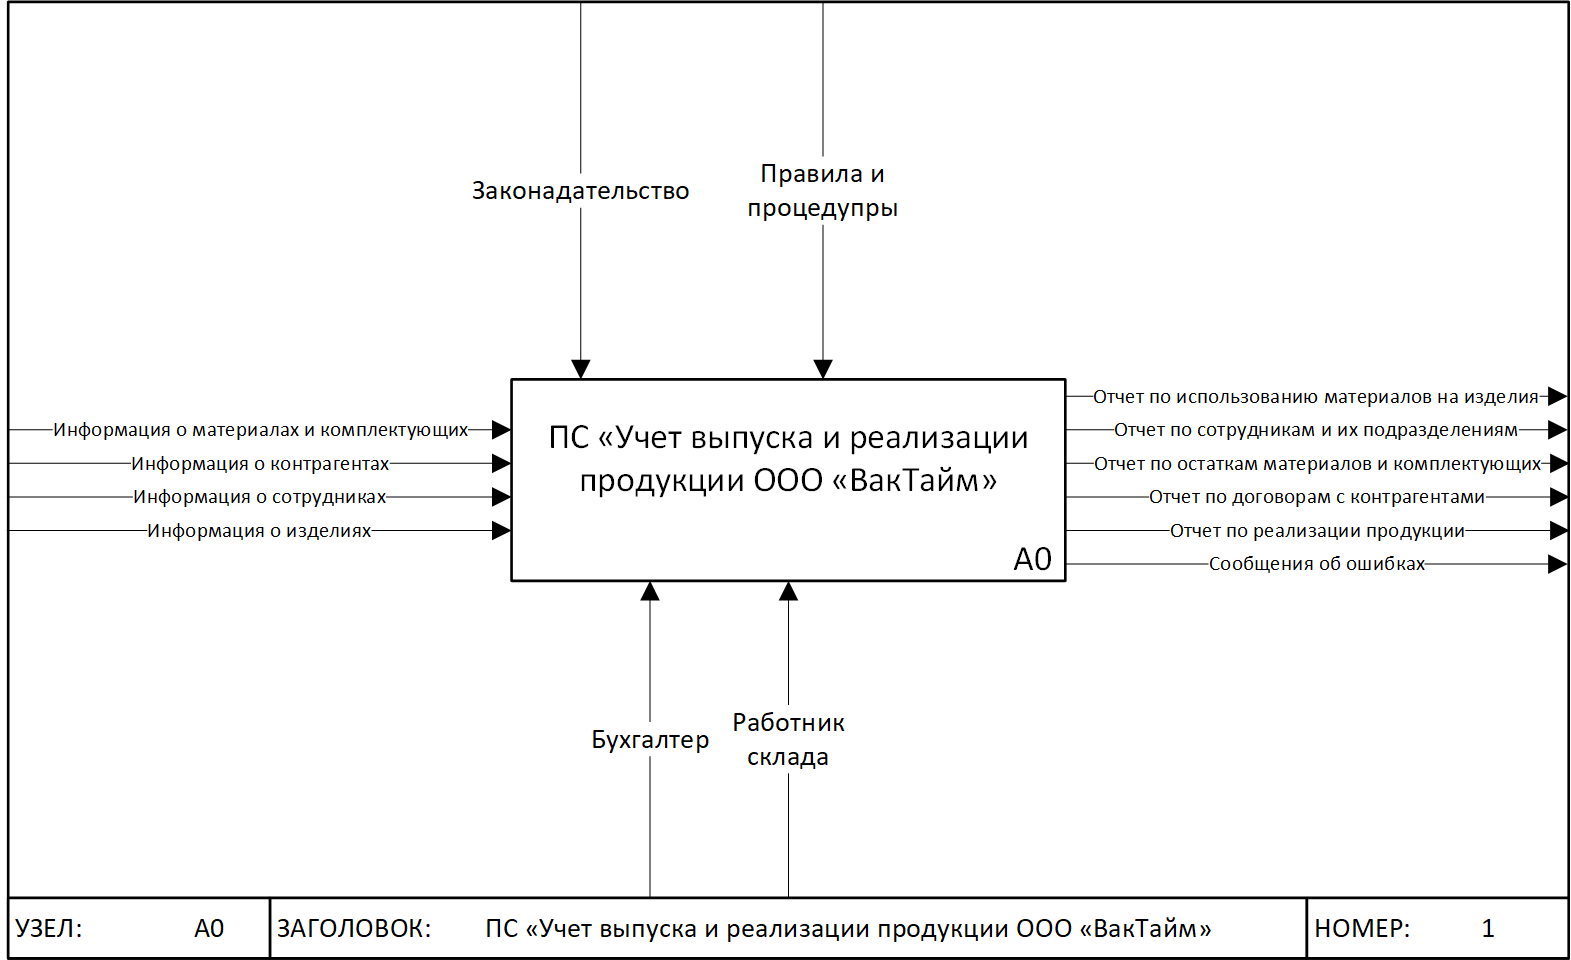 Законадательство
Правила и
процедупры
Информация о материалах и комплектующих
Информация о контрагентах
Информация о сотрудниках
Информация о изделиях
ПС «Учет выпуска и реализации
продукции ООО «ВакТайм»
A0
Отчет по использованию материалов на изделия
Отчет по сотрудникам и их подразделениям
Отчет по остаткам материалов и комплектующих
Отчет по договорам с контрагентами
Отчет по реализации продукции
Сообщения об ошибках
Бухгалтер
Работник
склада
УЗЕЛ: A0
ЗАГОЛОВОК: ПС «Учет выпуска и реализации продукции ООО «ВакТайм»
НОМЕР: 1